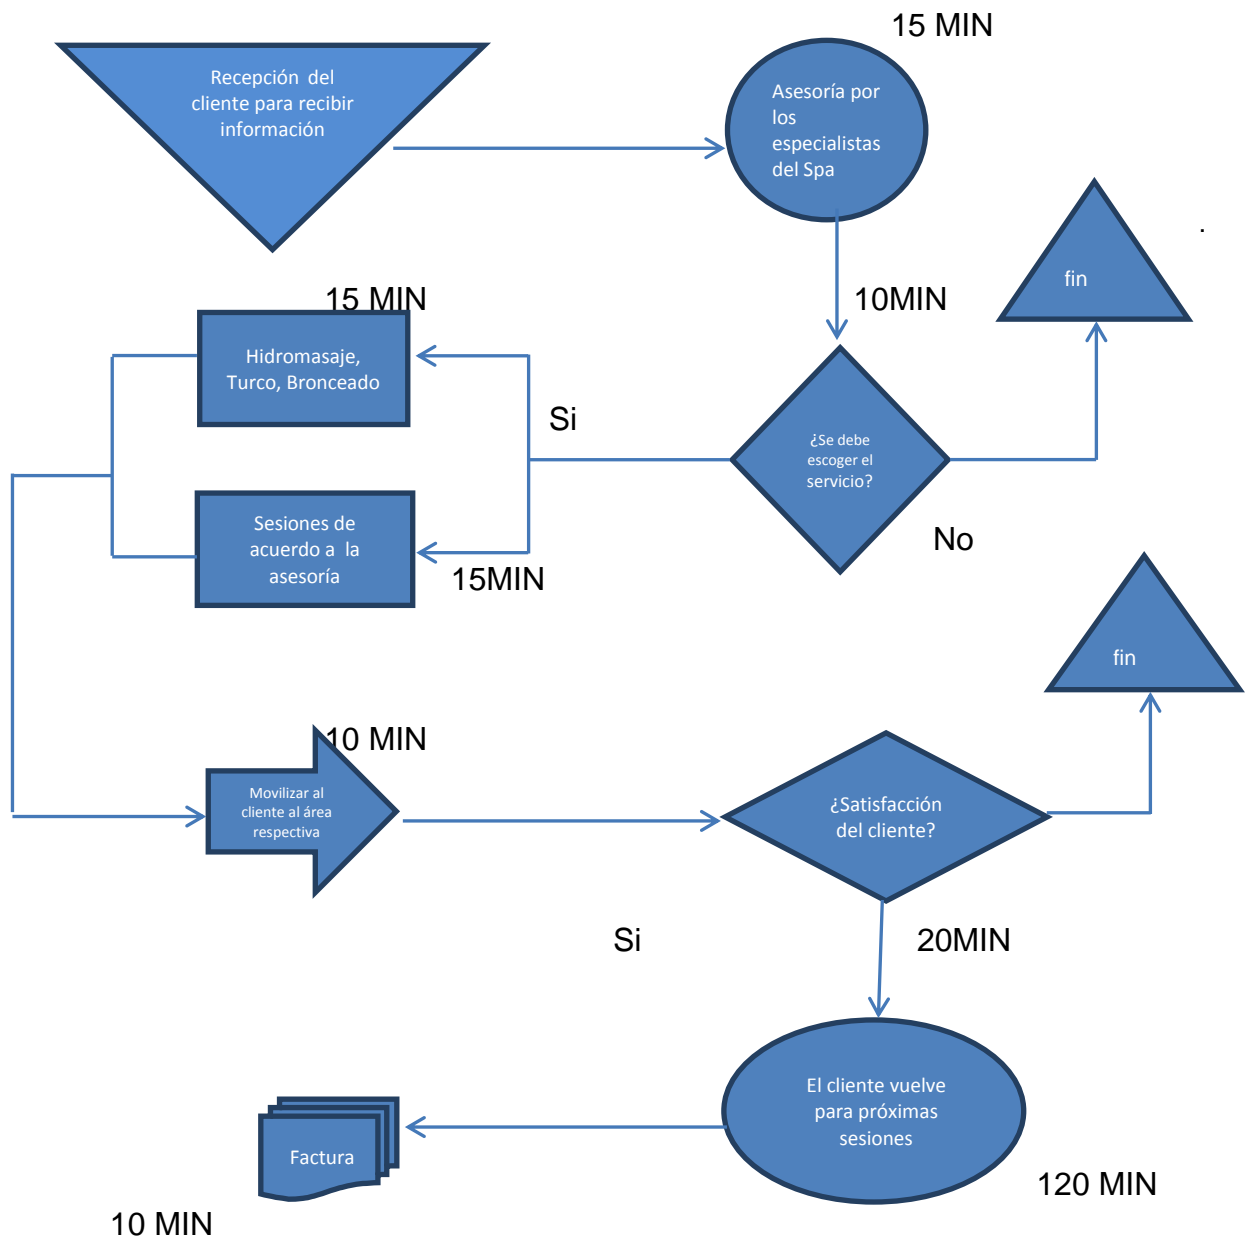 15 MIN
Recepción del
cliente para recibir
información
Asesoría por
los
especialistas
del Spa
fin
.
15 MIN
10MIN
Hidromasaje,
Turco, Bronceado
Si
¿Se debe
escoger el
servicio?
Sesiones de
acuerdo a la
asesoría
No
15MIN
fin
10 MIN
Movilizar al
cliente al área
respectiva
¿Satisfacción
del cliente?
Si
20MIN
El cliente vuelve
para próximas
sesiones
Factura
120 MIN
10 MIN